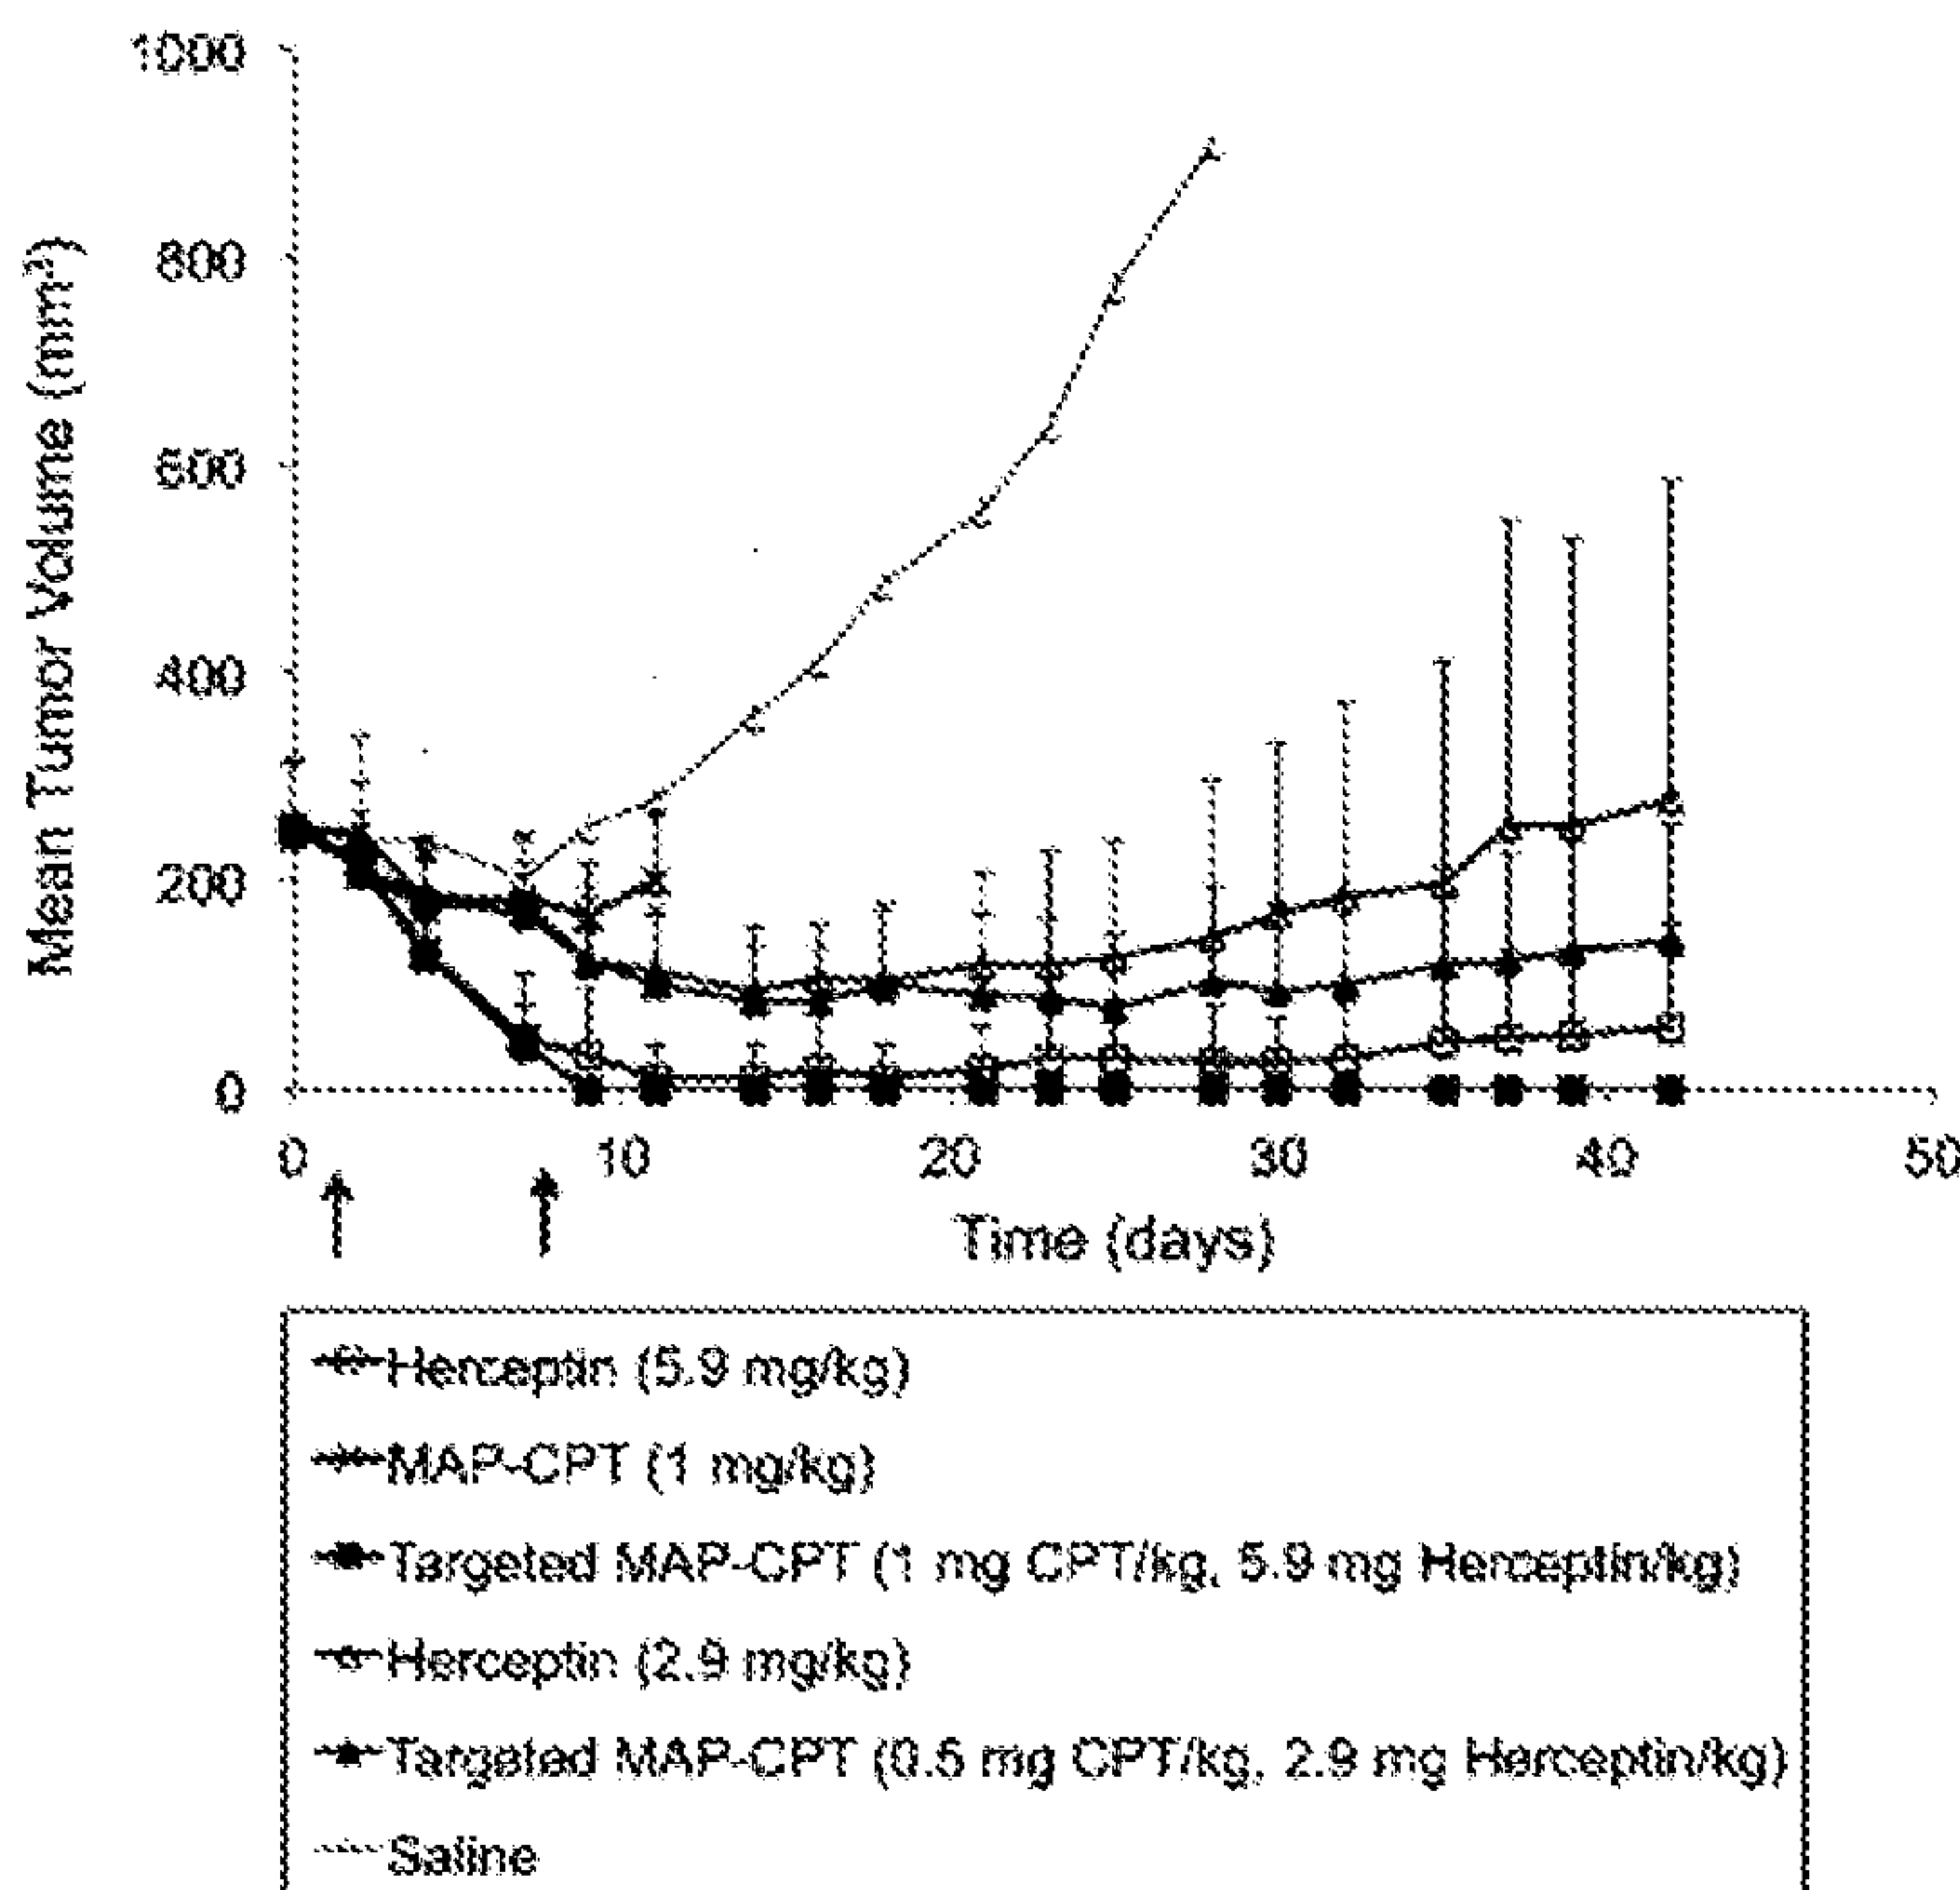 1000
800
600
400
200
0
Mean Tumor Volume (mm³)
0 10 20 30 40 50
Time (days)
Herceptin (5.9 mg/kg)
MAP-CPT (1 mg/kg)
Targeted MAP-CPT (1 mg CPT/kg, 5.9 mg Herceptin/kg)
Herceptin (2.9 mg/kg)
Targeted MAP-CPT (0.5 mg CPT/kg, 2.9 mg Herceptin/kg)
Saline